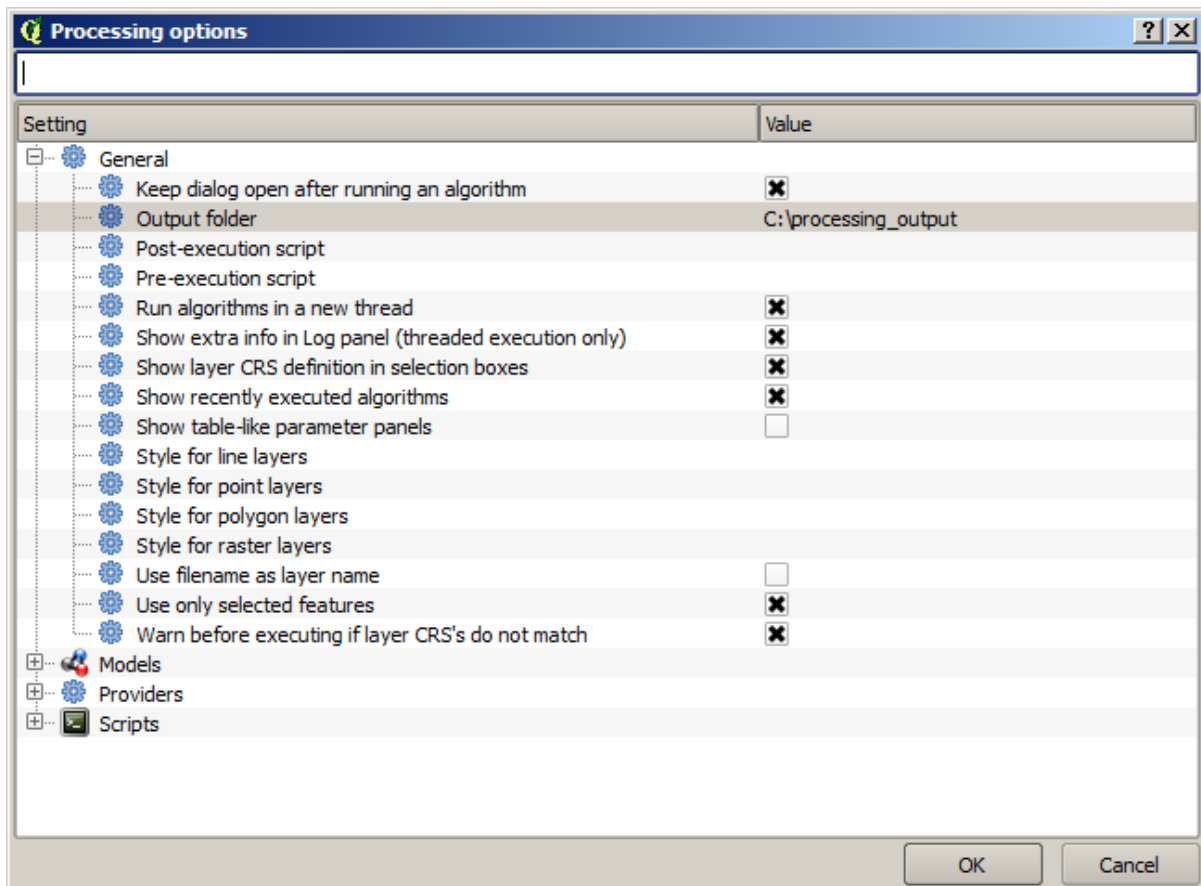 Processing options
Setting Value
General
Keep dialog open after running an algorithm
Output folder C:\processing_output
Post-execution script
Pre-execution script
Run algorithms in a new thread
Show extra info in Log panel (threaded execution only)
Show layer CRS definition in selection boxes
Show recently executed algorithms
Show table-like parameter panels
Style for line layers
Style for point layers
Style for polygon layers
Style for raster layers
Use filename as layer name
Use only selected features
Warn before executing if layer CRS's do not match
Models
Providers
Scripts
OK Cancel